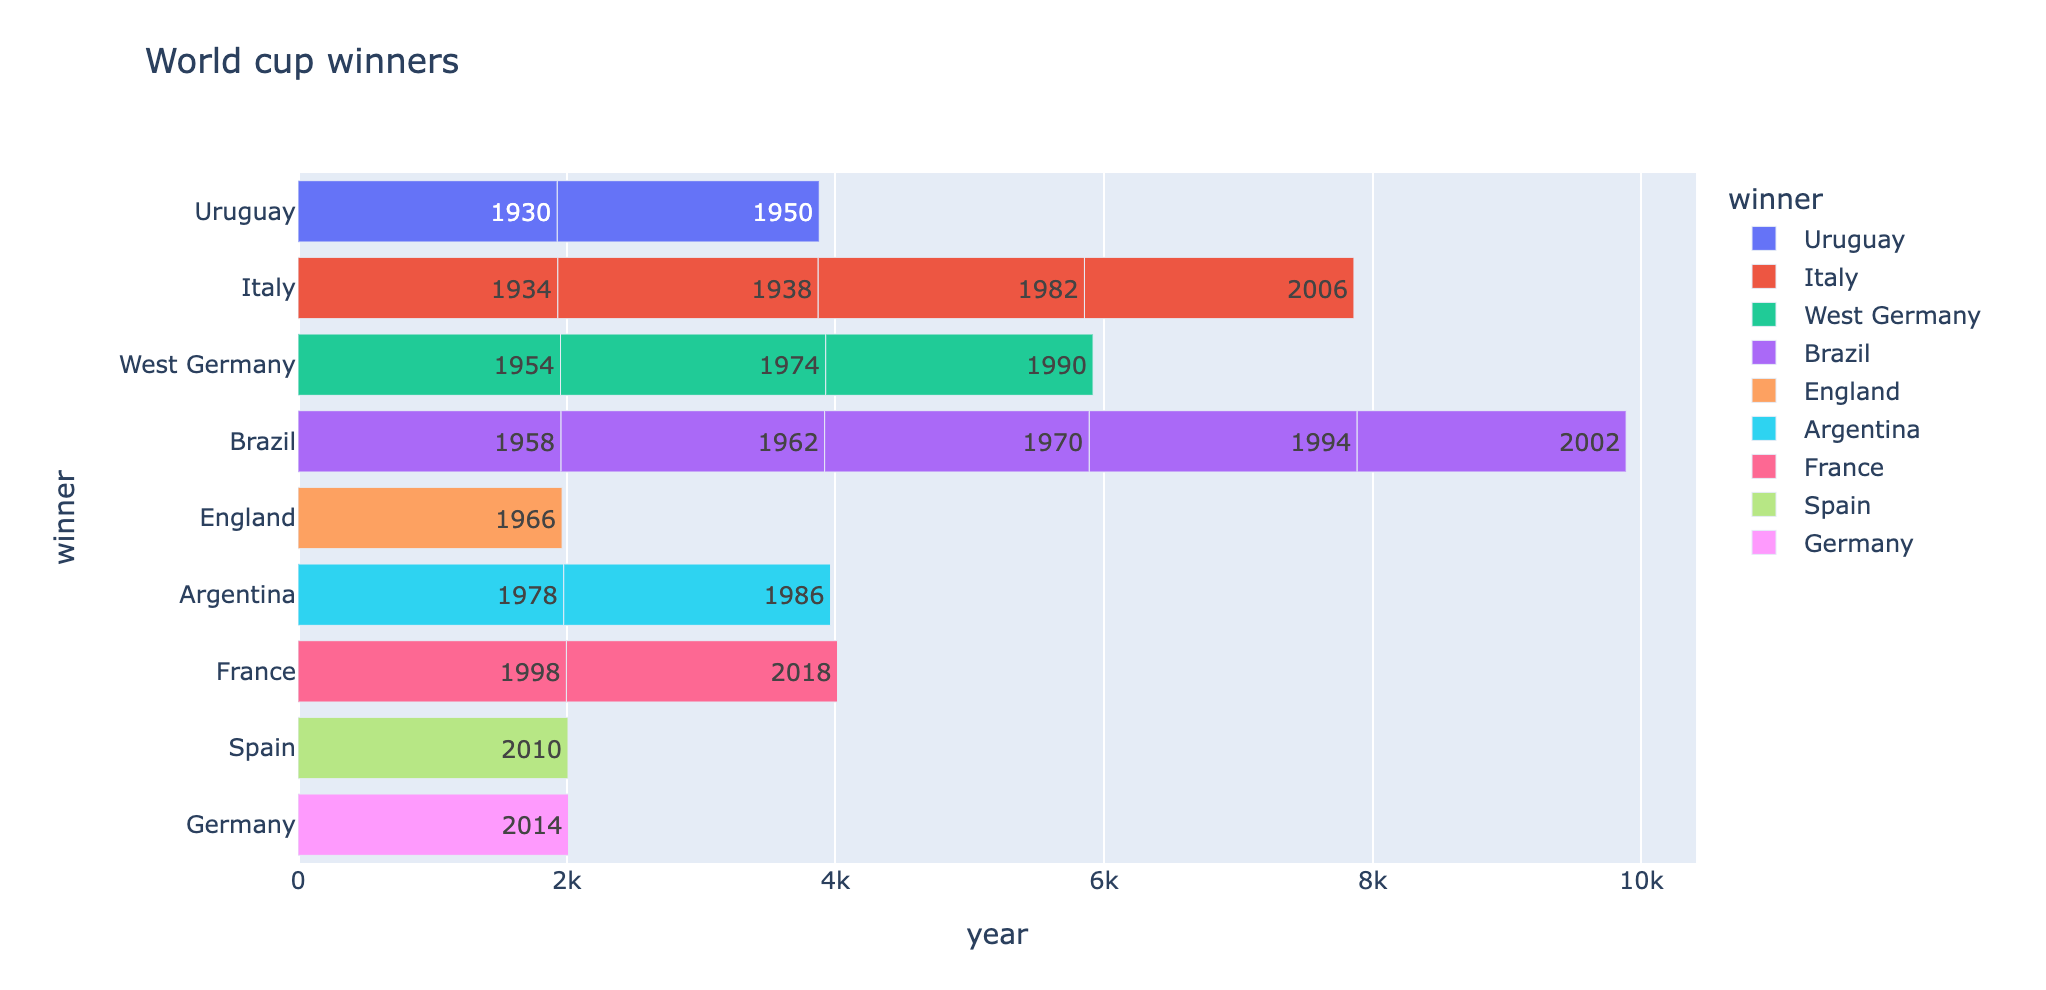 World cup winners
winner
Uruguay 1930 1950
Italy 1934 1938 1982 2006
West Germany 1954 1974 1990
Brazil 1958 1962 1970 1994 2002
England 1966
Argentina 1978 1986
France 1998 2018
Spain 2010
Germany 2014
0 2k 4k 6k 8k 10k
year
winner
Uruguay
Italy
West Germany
Brazil
England
Argentina
France
Spain
Germany